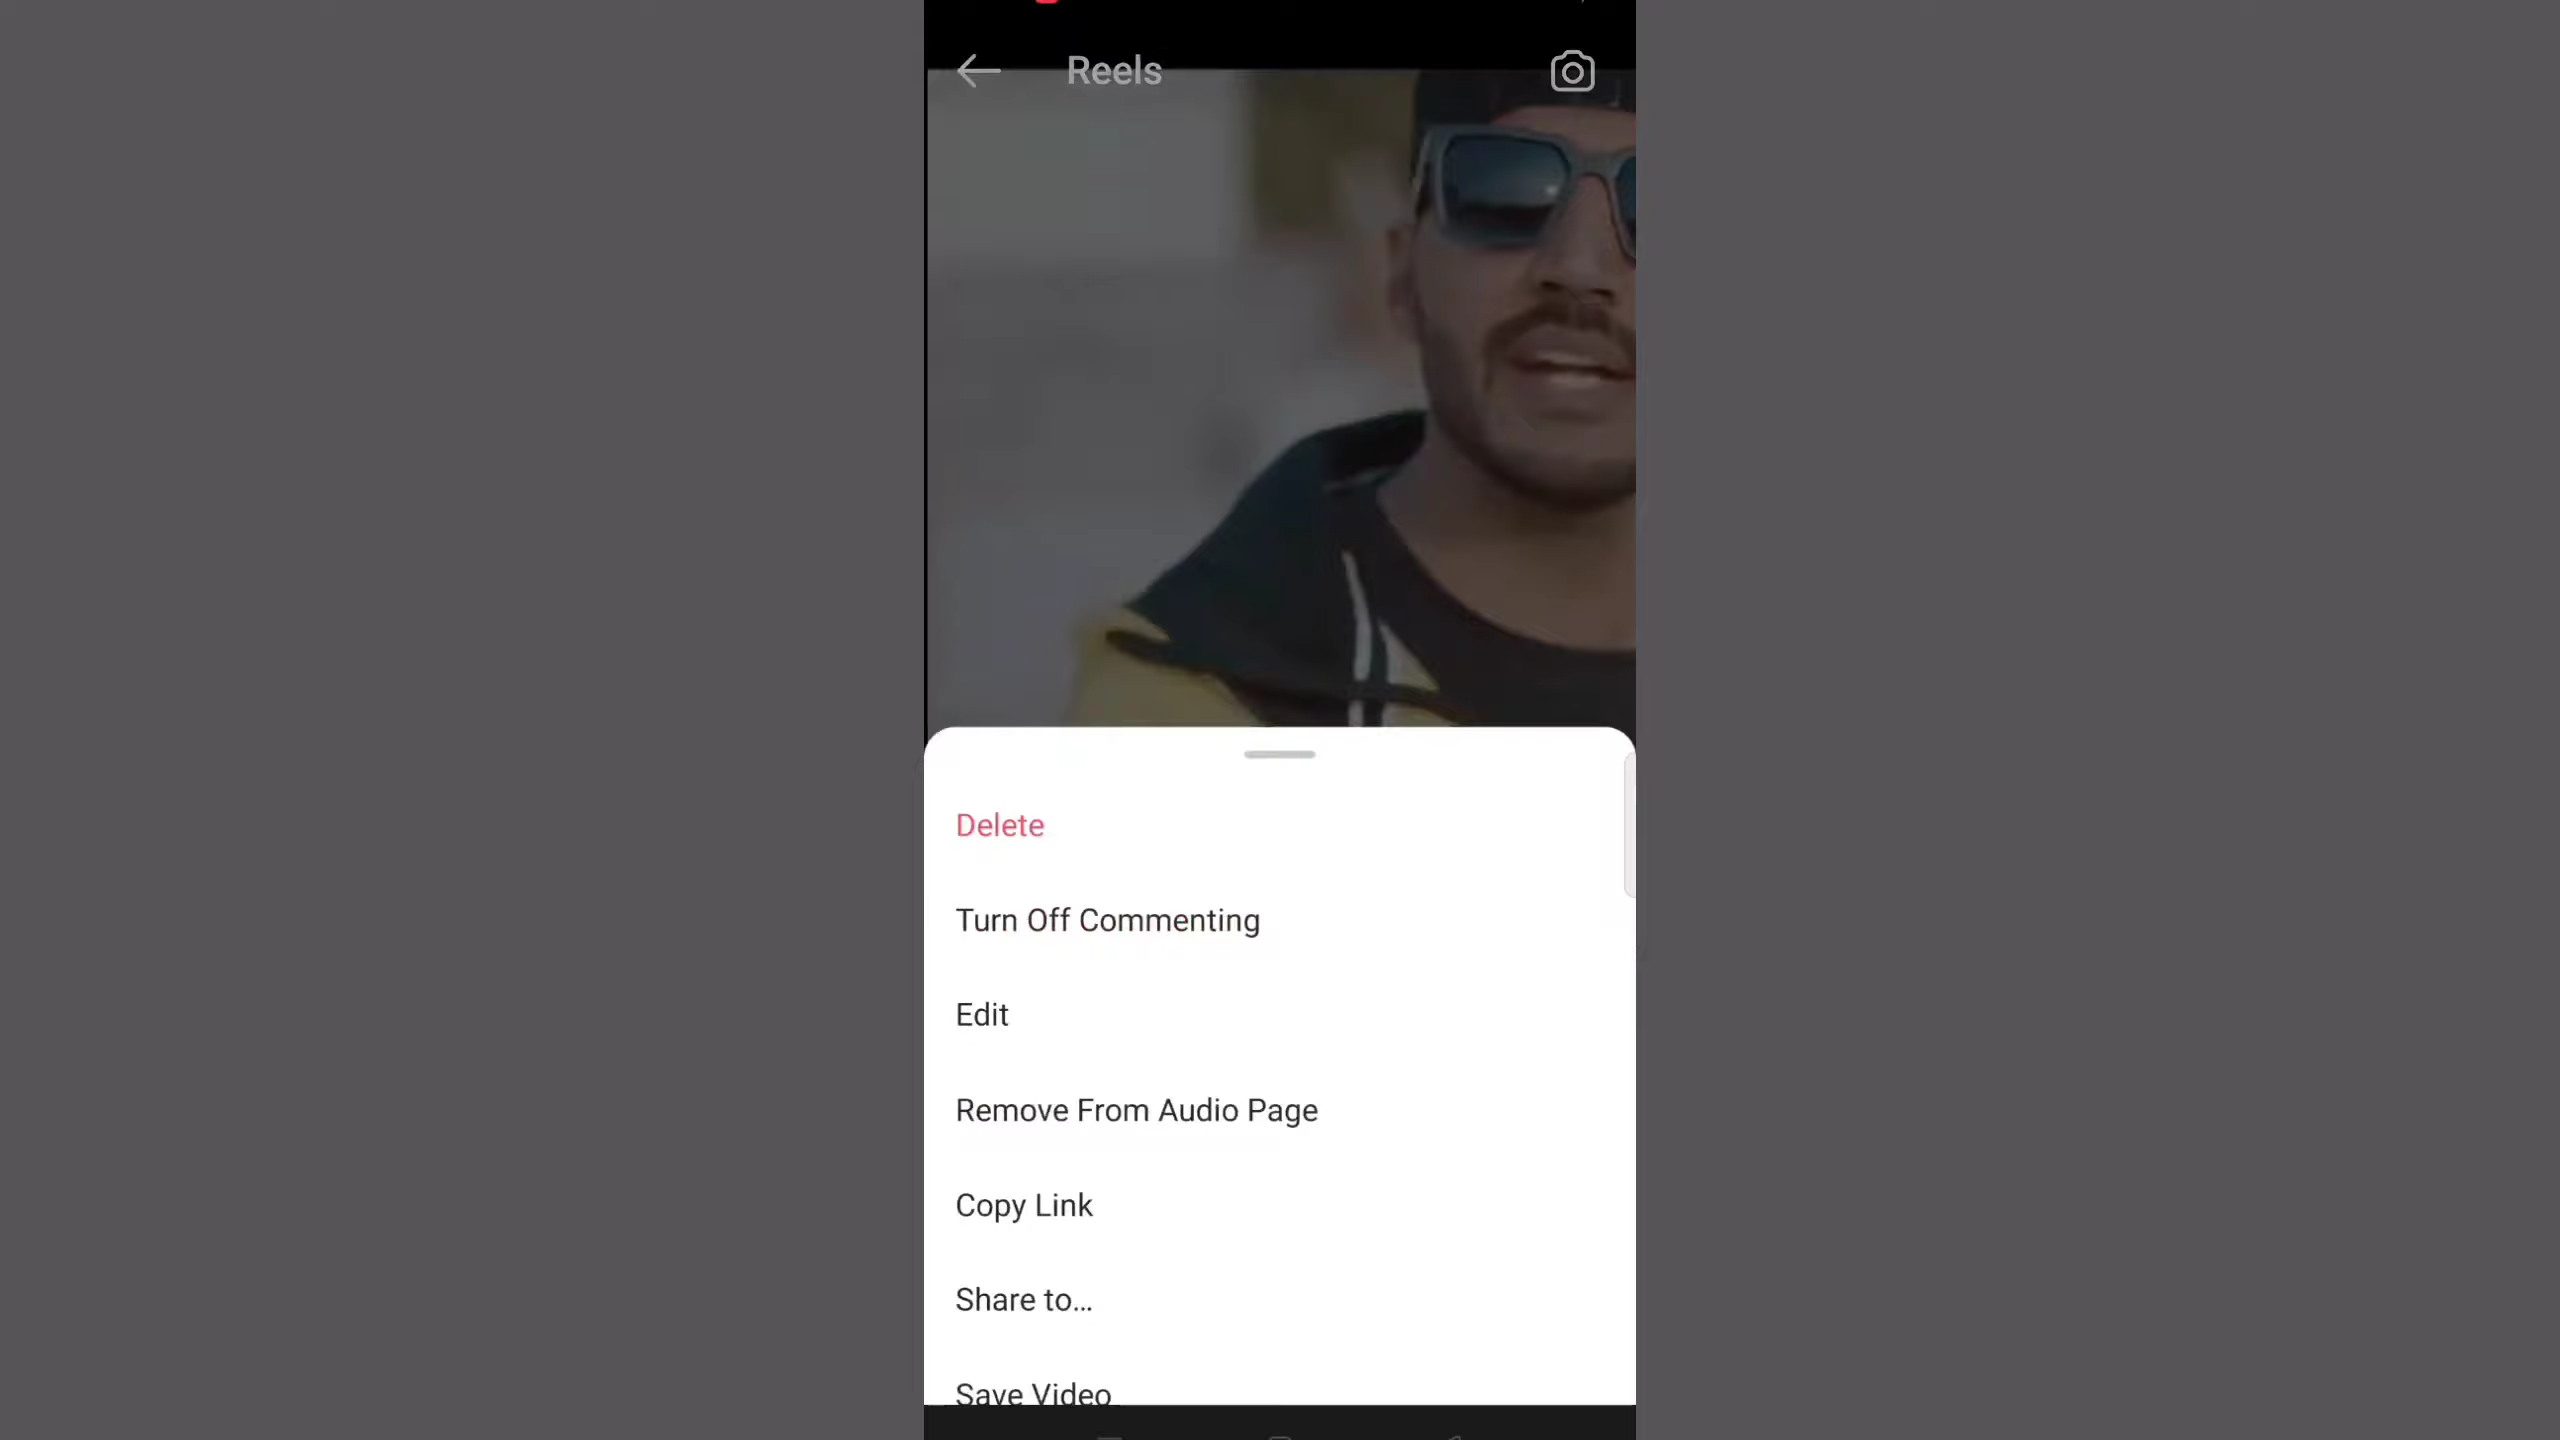 Reels
Delete
Turn Off Commenting
Edit
Remove From Audio Page
Copy Link
Share to...
Save Video